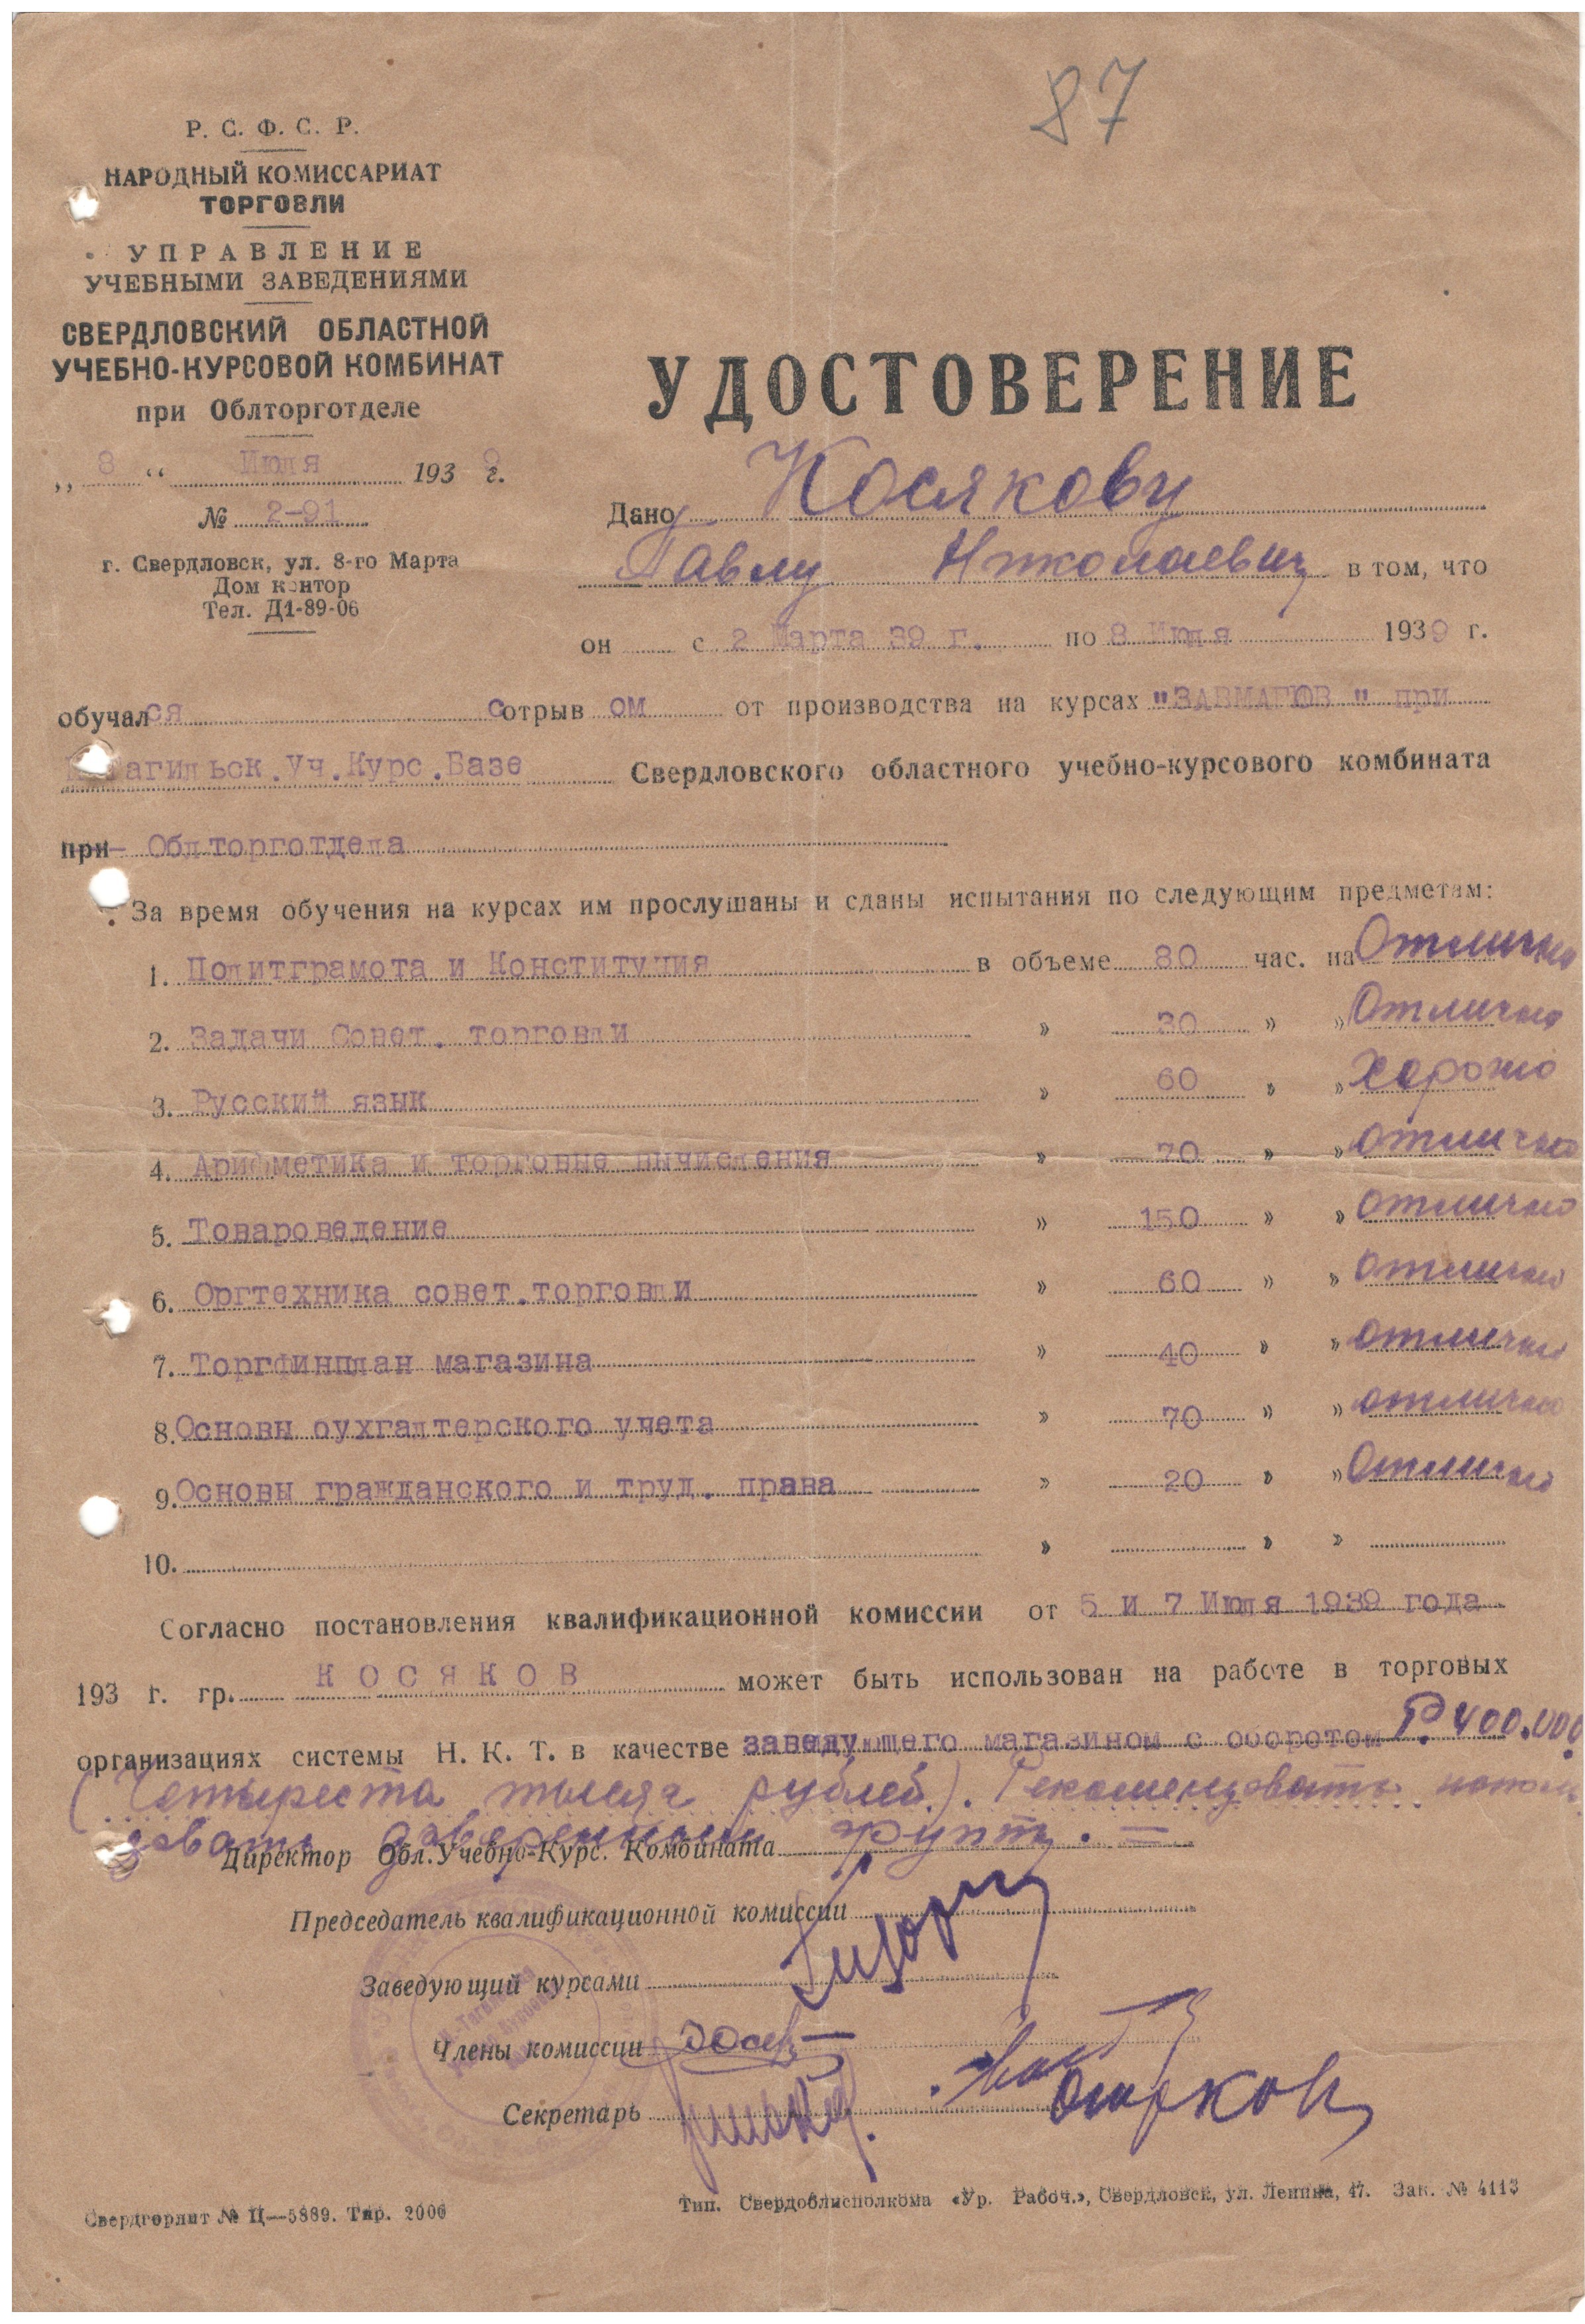 87
Р. С. Ф. С. Р.
НАРОДНЫЙ КОМИССАРИАТ
ТОРГОВЛИ
УПРАВЛЕНИЕ
УЧЕБНЫМИ ЗАВЕДЕНИЯМИ
СВЕРДЛОВСКИЙ ОБЛАСТНОЙ
УЧЕБНО-КУРСОВОЙ КОМБИНАТ
при Облторготделе
„ 8 “ Июля 1939 г.
№ 2-91
г. Свердловск, ул. 8-го Марта
Дом контор
Тел. Д1-89-06
УДОСТОВЕРЕНИЕ
Дано Косякову
Павлу Николаевичу в том, что
он с 2 Марта 39 г. по 8 Июля 1939 г.
обучался с отрывом от производства на курсах "ЗАВМАГОВ" при
Тагильск.Уч.Курс.Базе Свердловского областного учебно-курсового комбината
при- Облторготдела
За время обучения на курсах им прослушаны и сданы испытания по следующим предметам:
1. Политграмота и Конституция в объеме 80 час. на Отлично
2. Задачи Совет. торговли » 30 » » Отлично
3. Русский язык » 60 » » Хорошо
4. Арифметика и торговые вычисления » 70 » » отлично
5. Товароведение » 150 » » отлично
6. Оргтехника совет.торговли » 60 » » отлично
7. Торгфинплан магазина » 40 » » отлично
8. Основы бухгалтерского учета » 70 » » отлично
9. Основы гражданского и труд. права » 20 » » Отлично
10. » » »
Согласно постановления квалификационной комиссии от 5 и 7 Июля 1939 года
193 г. гр. КОСЯКОВ может быть использован на работе в торговых
организациях системы Н. К. Т. в качестве заведующего магазином с оборотом Р. 400.000.
(Четыреста тысяч рублей). Рекомендовать
Директор Обл.Учебно-Курс. Комбината
Председатель квалификационной комиссии
Заведующий курсами
Члены комиссии
Секретарь
Свердгорлит № Ц—5889. Тир. 2000
Тип. Свердоблисполкома «Ур. Рабоч.», Свердловск, ул. Ленина, 47. Зак. № 4113